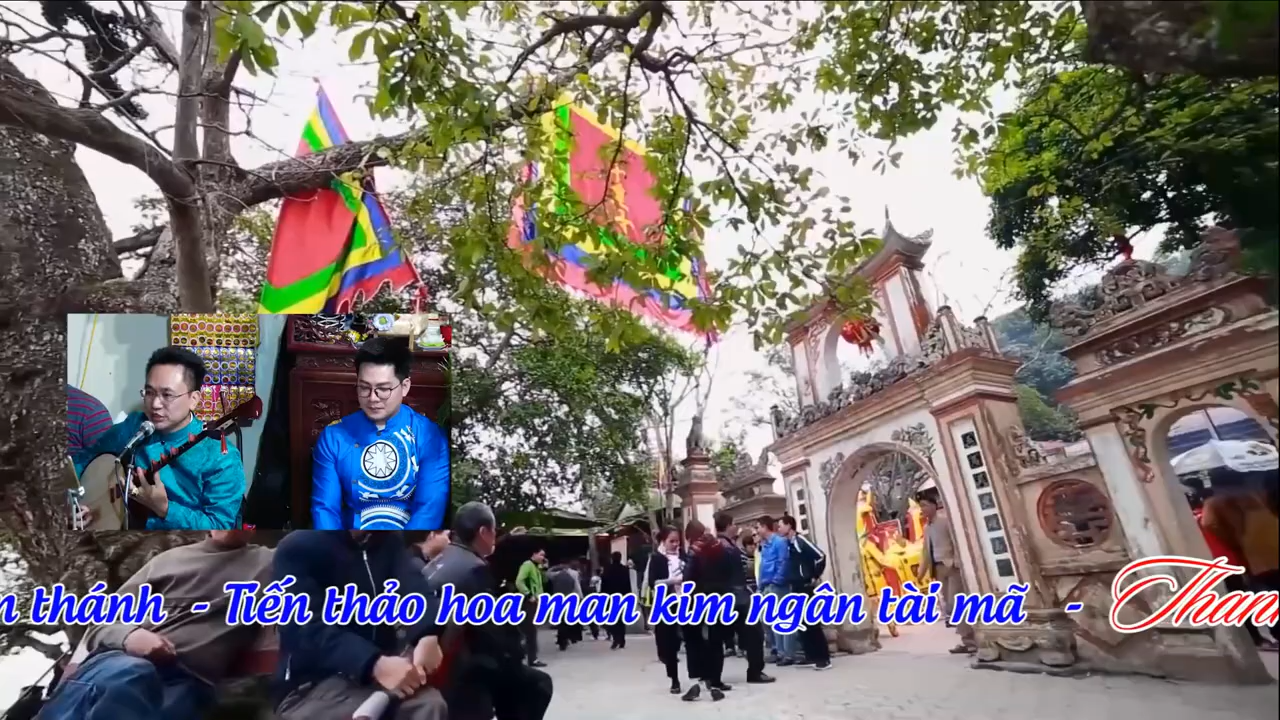 thánh - Tiến thảo hoa man kim ngân tài mã -